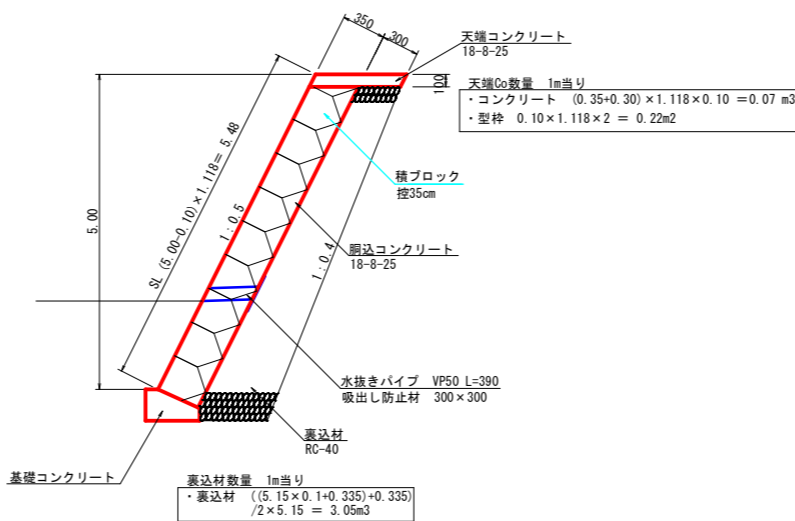 350
300
天端コンクリート
18-8-25
100
天端Co数量 1m当り
・コンクリート (0.35+0.30)×1.118×0.10 =0.07 m3
・型枠 0.10×1.118×2 = 0.22m2
積ブロック
控35cm
SL (5.00-0.10)×1.118= 5.48
5.00
1:0.5
1:0.4
胴込コンクリート
18-8-25
水抜きパイプ VP50 L=390
吸出し防止材 300×300
裏込材
RC-40
基礎コンクリート
裏込材数量 1m当り
・裏込材 ((5.15×0.1+0.335)+0.335)
/2×5.15 = 3.05m3